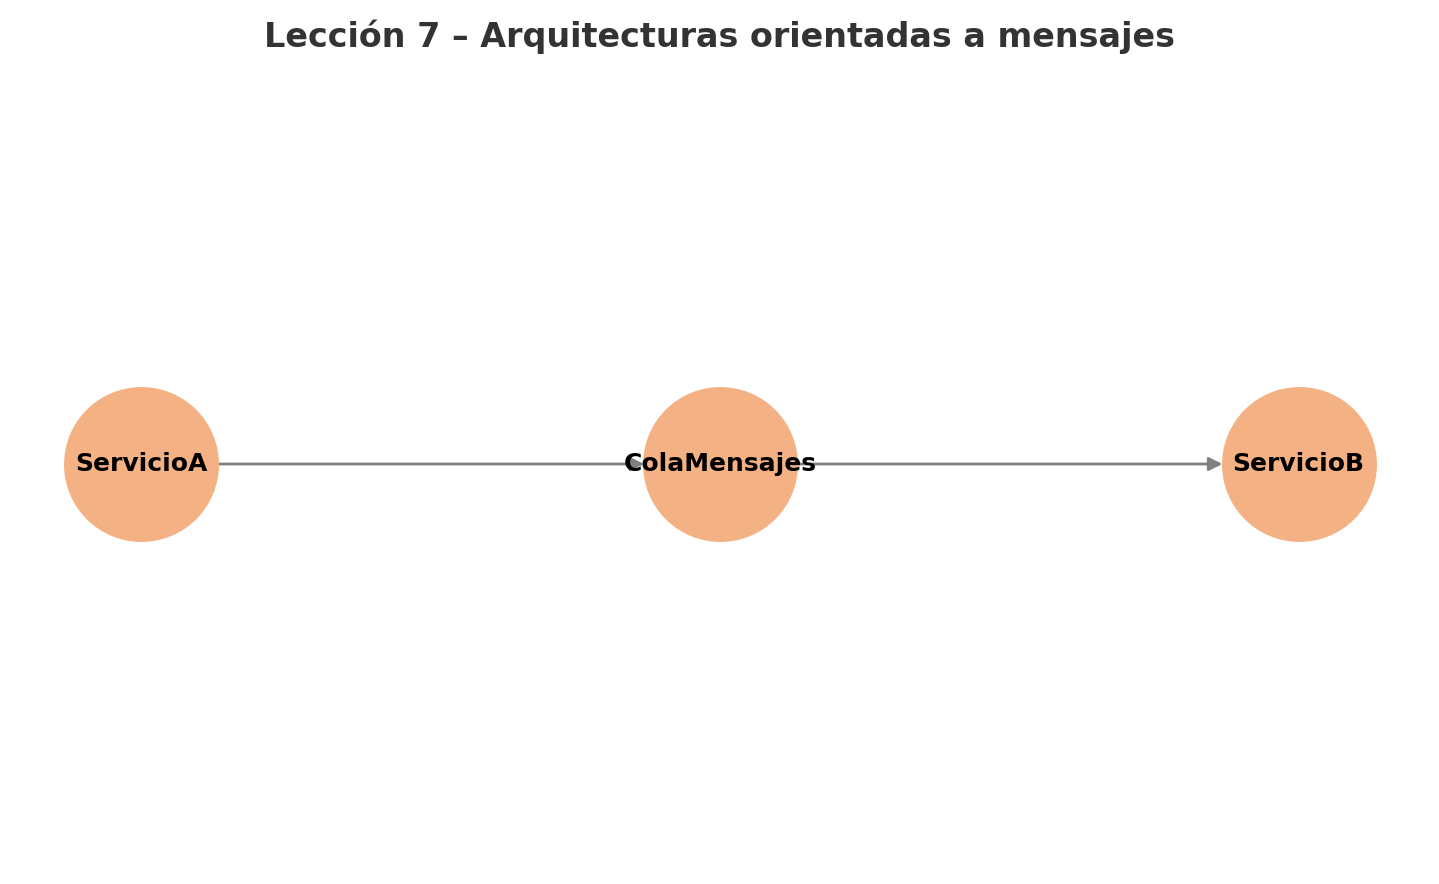 Lección 7 – Arquitecturas orientadas a mensajes
ServicioA
ColaMensajes
ServicioB